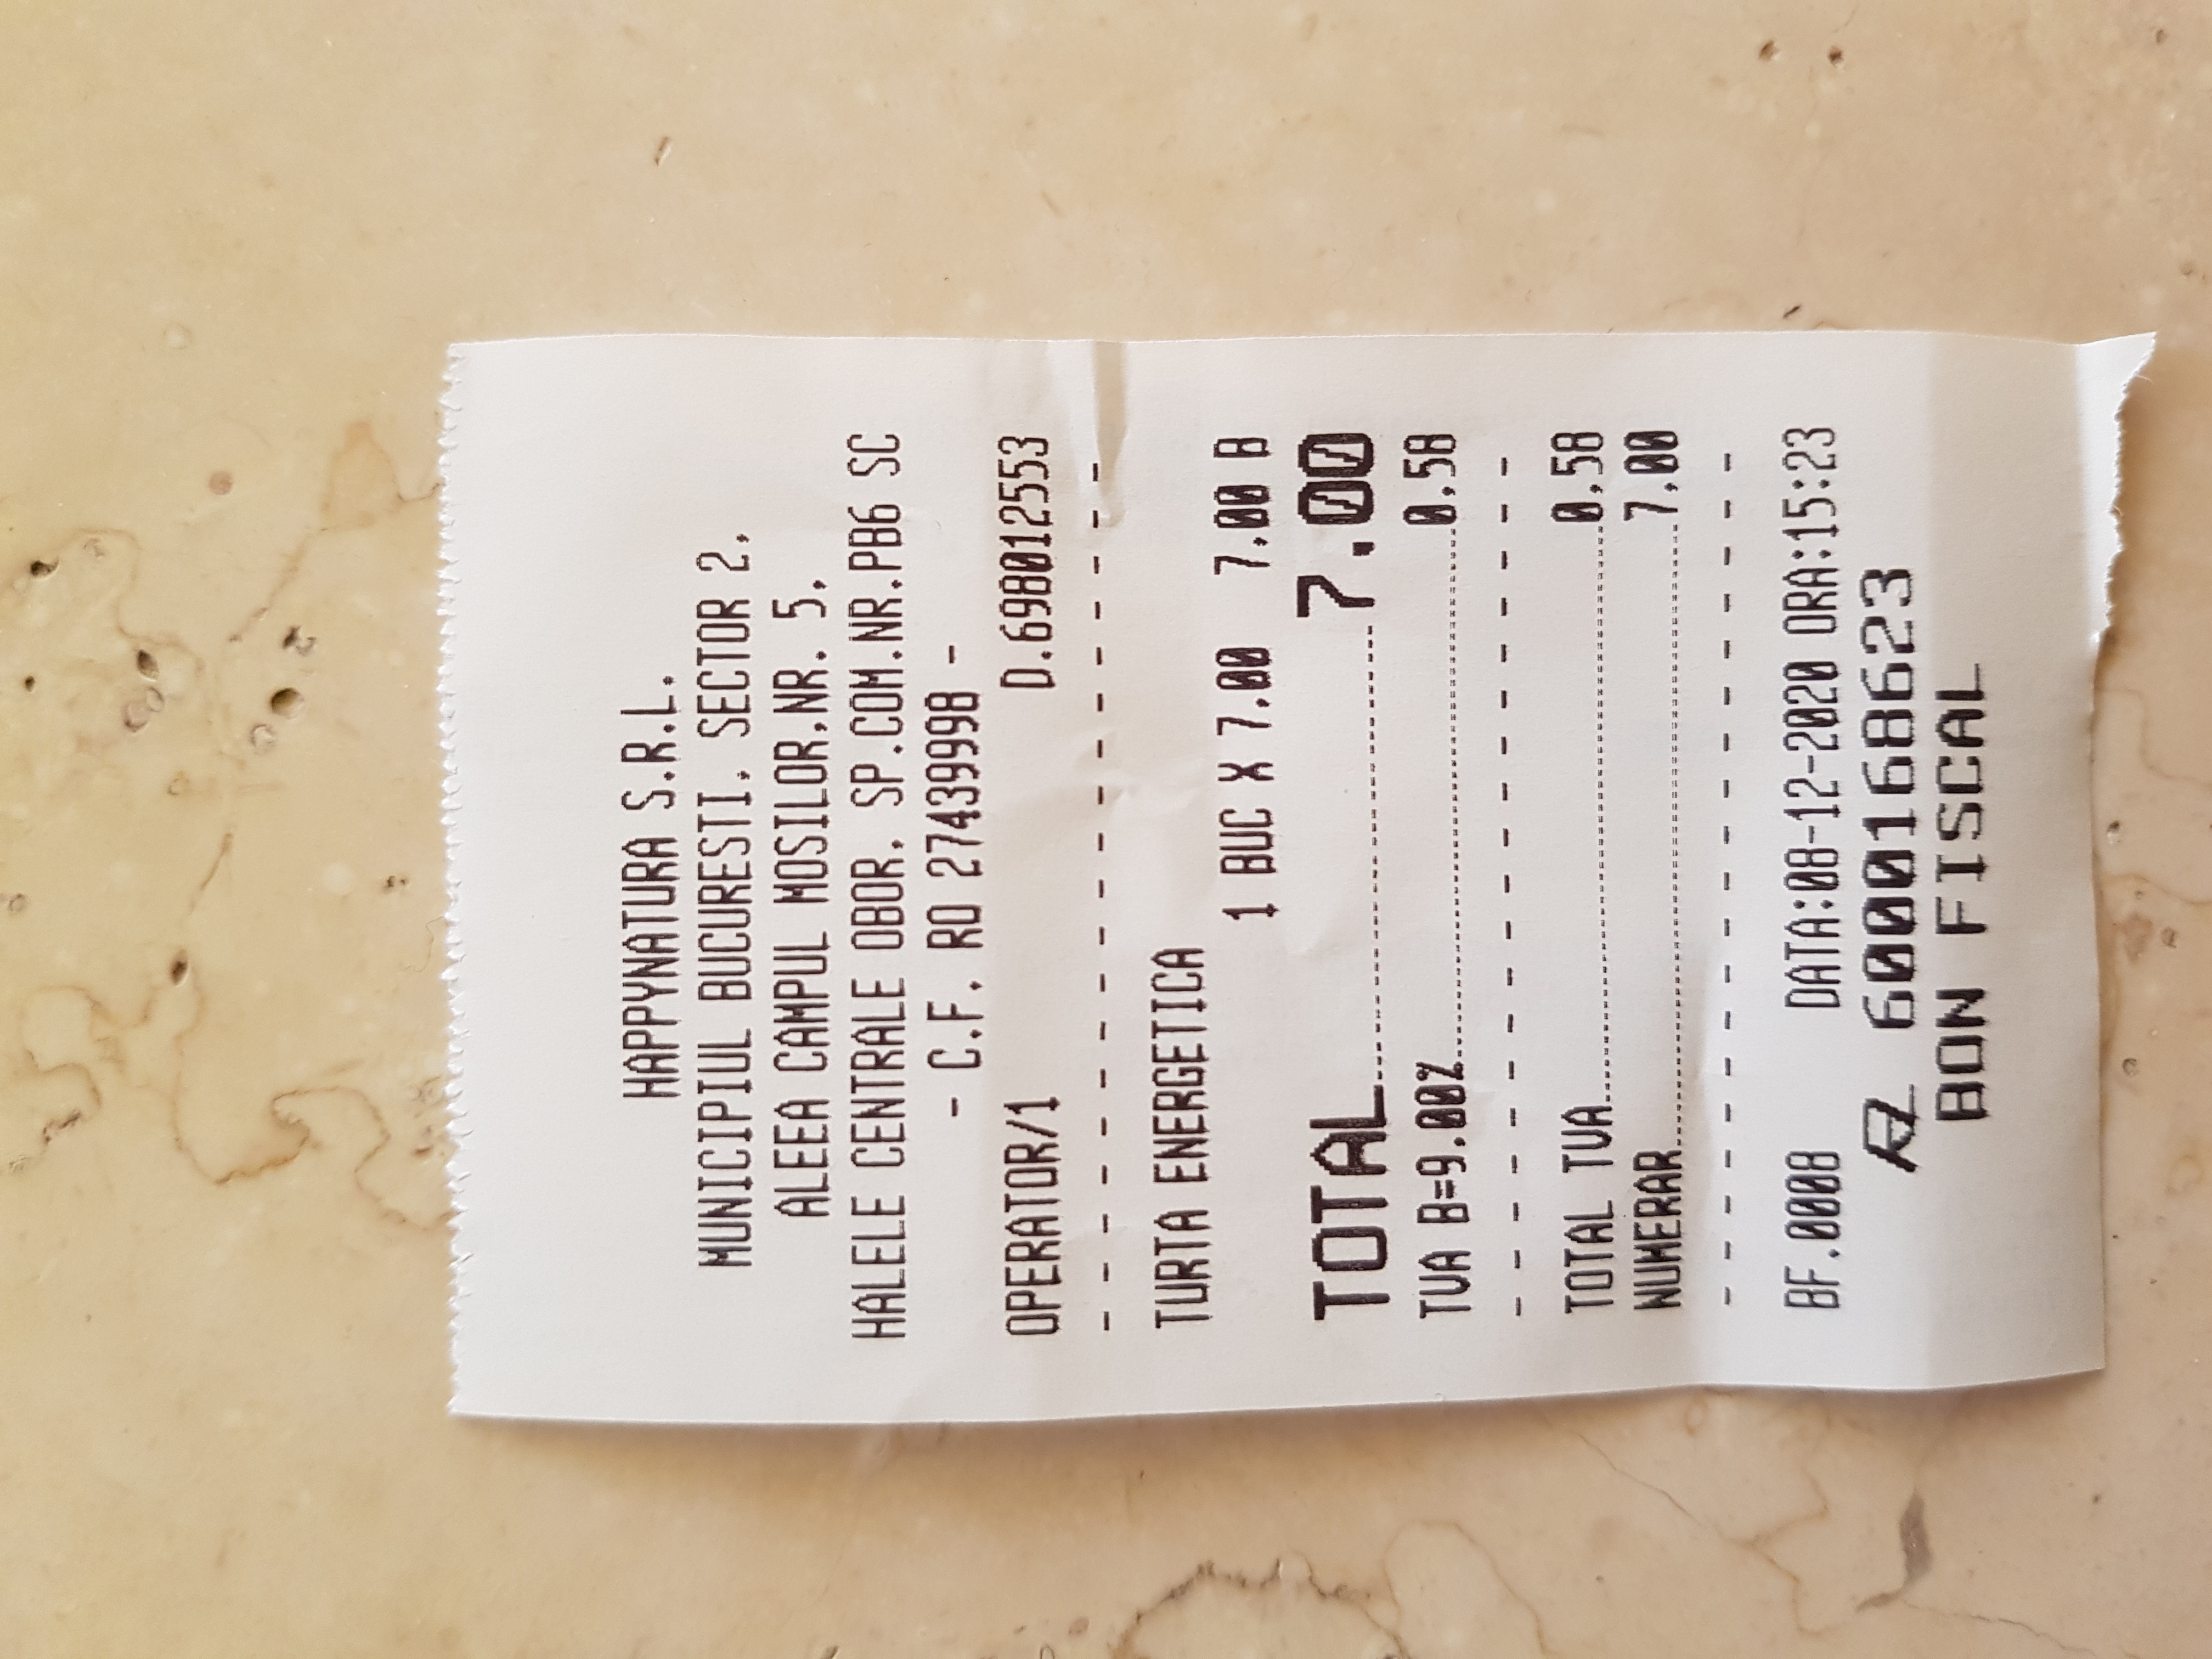 HAPPYNATURA S.R.L.
MUNICIPIUL BUCURESTI, SECTOR 2,
ALEEA CAMPUL MOSILOR,NR. 5,
HALELE CENTRALE OBOR, SP.COM.NR.PB6 SC
- C.F. RO 27439998 -
OPERATOR/1 D.698012553
- - - - - - - - - - - - - - - -
TURTA ENERGETICA
1 BUC X 7.00 7.00 B
TOTAL 7.00
TVA B=9.00% 0.58
- - - - - - - - - - - - - - - -
TOTAL TVA 0.58
NUMERAR 7.00
- - - - - - - - - - - - - - - -
BF.0008 DATA:08-12-2020 ORA:15:23
6000168623
BON FISCAL